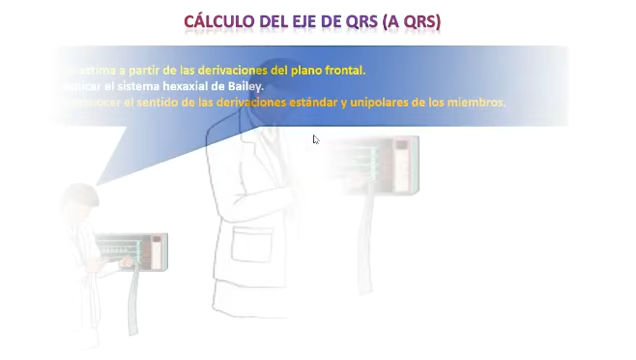 CÁLCULO DEL EJE DE QRS (A QRS)
estima a partir de las derivaciones del plano frontal.
el sistema hexaxial de Bailey.
el sentido de las derivaciones estándar y unipolares de los miembros.